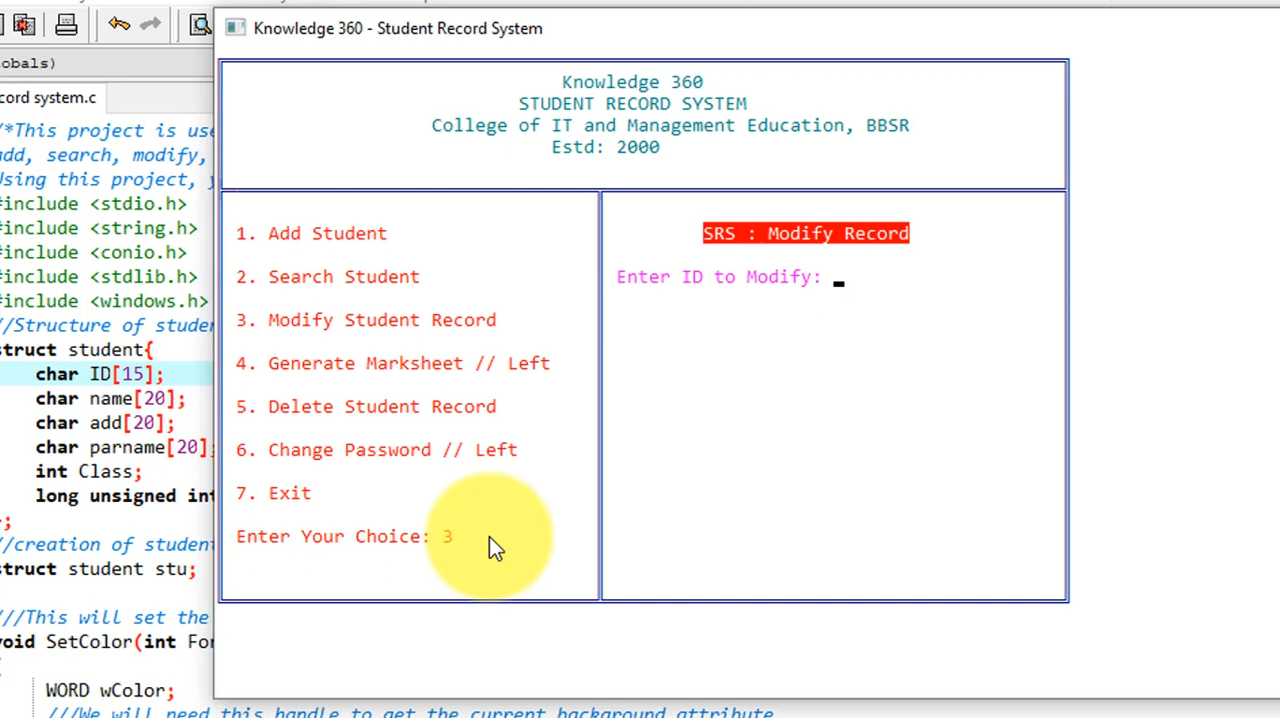 Knowledge 360 - Student Record System
obals)
cord system.c
/*This project is use
add, search, modify,
Using this project, y
#include <stdio.h>
#include <string.h>
#include <conio.h>
#include <stdlib.h>
#include <windows.h>
//Structure of studen
struct student{
char ID[15];
char name[20];
char add[20];
char parname[20];
int Class;
long unsigned int
};
//creation of student
struct student stu;
///This will set the
void SetColor(int For
{
WORD wColor;
///We will need this handle to get the current background attribute
Knowledge 360
STUDENT RECORD SYSTEM
College of IT and Management Education, BBSR
Estd: 2000
1. Add Student
2. Search Student
3. Modify Student Record
4. Generate Marksheet // Left
5. Delete Student Record
6. Change Password // Left
7. Exit
Enter Your Choice: 3
SRS : Modify Record
Enter ID to Modify: